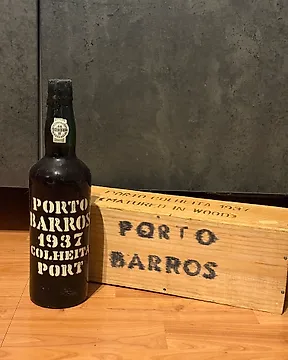 PORTO
BARROS
1937
COLHEITA
PORT
PORTO COLHEITA 1937
(MATURED IN WOOD)
PORTO
BARROS